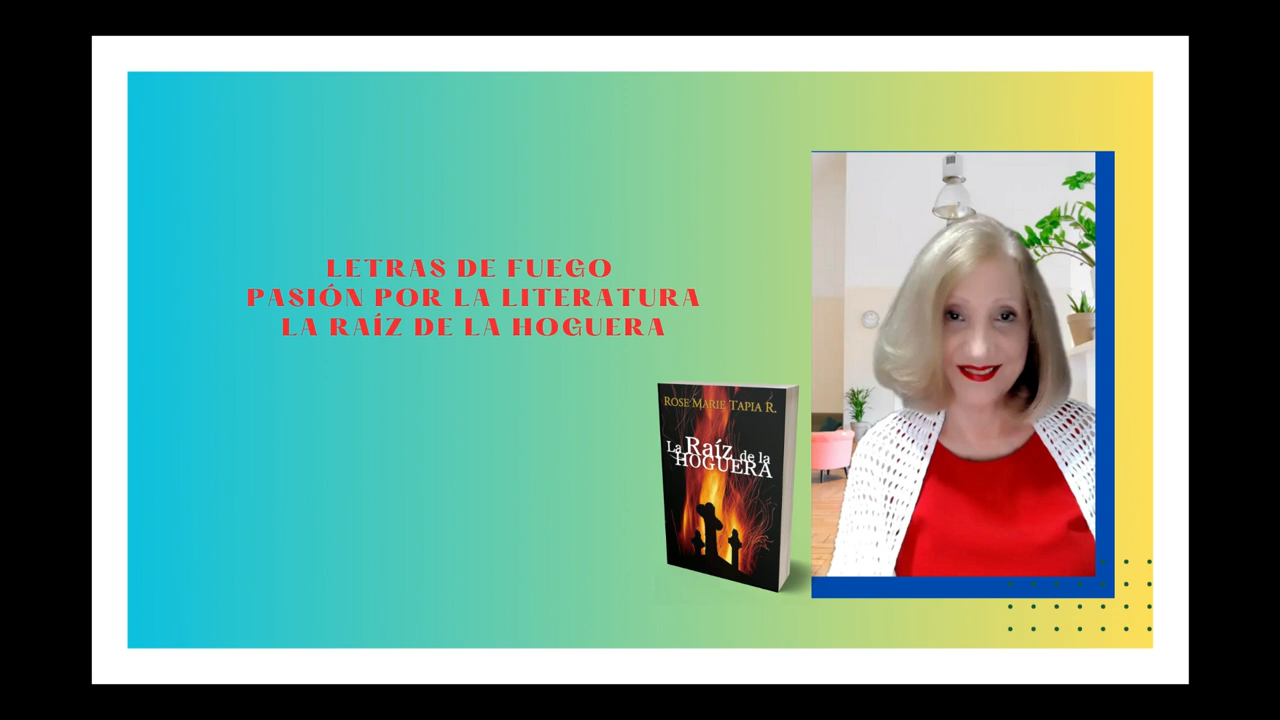 LETRAS DE FUEGO
PASIÓN POR LA LITERATURA
LA RAÍZ DE LA HOGUERA
ROSE MARIE TAPIA R.
La Raíz de la
HOGUERA